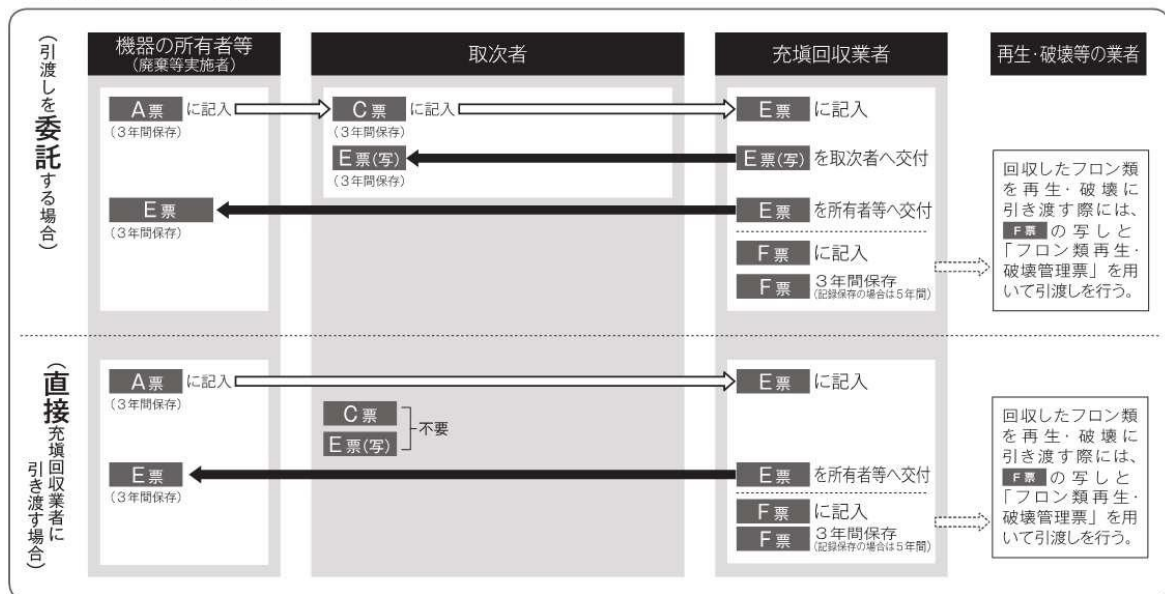 機器の所有者等
(廃棄等実施者)
取次者
充塡回収業者
再生・破壊等の業者
(引渡しを委託する場合)
A票 に記入
(3年間保存)
C票 に記入
(3年間保存)
E票 に記入
E票(写)
(3年間保存)
E票(写) を取次者へ交付
E票
(3年間保存)
E票 を所有者等へ交付
F票 に記入
F票 3年間保存
(記録保存の場合は5年間)
回収したフロン類
を再生・破壊に
引き渡す際には、
F票 の写しと
「フロン類再生・
破壊管理票」を用
いて引渡しを行う。
(直接充塡回収業者に
引き渡す場合)
A票 に記入
(3年間保存)
E票 に記入
C票
E票(写)
不要
E票
(3年間保存)
E票 を所有者等へ交付
F票 に記入
F票 3年間保存
(記録保存の場合は5年間)
回収したフロン類
を再生・破壊に
引き渡す際には、
F票 の写しと
「フロン類再生・
破壊管理票」を用
いて引渡しを行う。